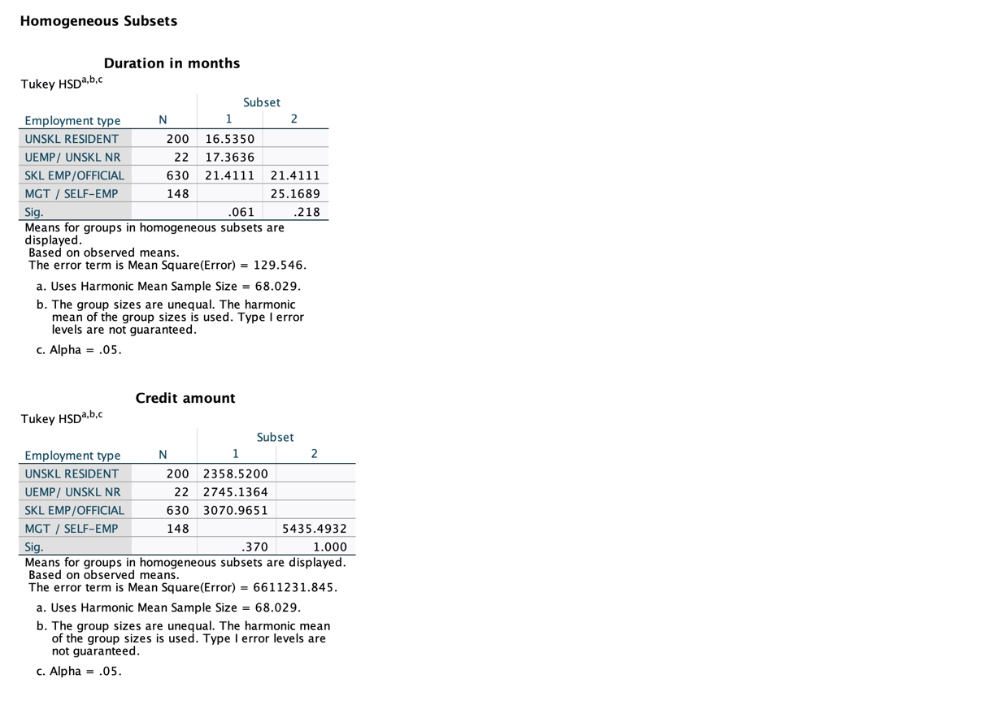 Homogeneous Subsets
Duration in months
Tukey HSDa,b,c
Subset
Employment type N 1 2
UNSKL RESIDENT 200 16.5350
UEMP/ UNSKL NR 22 17.3636
SKL EMP/OFFICIAL 630 21.4111 21.4111
MGT / SELF-EMP 148 25.1689
Sig. .061 .218
Means for groups in homogeneous subsets are
displayed.
Based on observed means.
The error term is Mean Square(Error) = 129.546.
a. Uses Harmonic Mean Sample Size = 68.029.
b. The group sizes are unequal. The harmonic
mean of the group sizes is used. Type I error
levels are not guaranteed.
c. Alpha = .05.
Credit amount
Tukey HSDa,b,c
Subset
Employment type N 1 2
UNSKL RESIDENT 200 2358.5200
UEMP/ UNSKL NR 22 2745.1364
SKL EMP/OFFICIAL 630 3070.9651
MGT / SELF-EMP 148 5435.4932
Sig. .370 1.000
Means for groups in homogeneous subsets are displayed.
Based on observed means.
The error term is Mean Square(Error) = 6611231.845.
a. Uses Harmonic Mean Sample Size = 68.029.
b. The group sizes are unequal. The harmonic mean
of the group sizes is used. Type I error levels are
not guaranteed.
c. Alpha = .05.